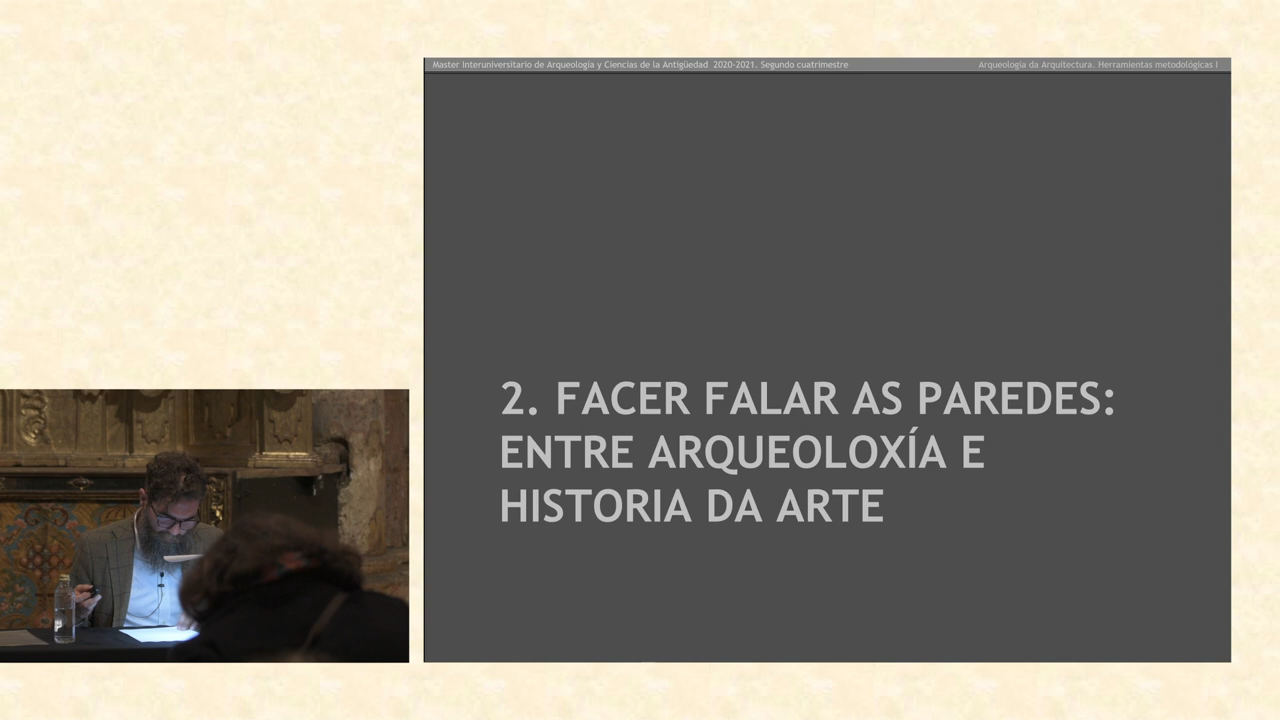 Master Interuniversitario de Arqueología y Ciencias de la Antigüedad 2020-2021. Segundo cuatrimestre
Arqueología da Arquitectura. Herramientas metodológicas I
2. FACER FALAR AS PAREDES:
ENTRE ARQUEOLOXÍA E
HISTORIA DA ARTE